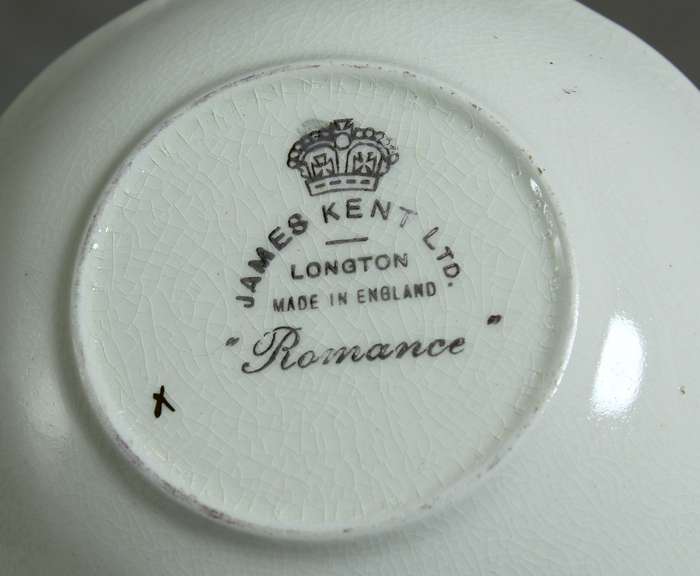 JAMES KENT LTD.
LONGTON
MADE IN ENGLAND
"Romance"
x